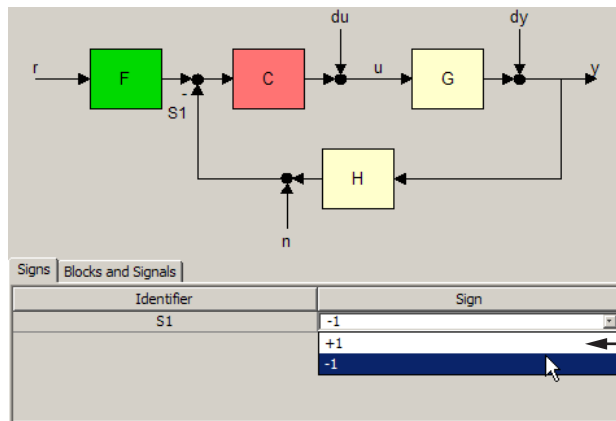 du
dy
r
F
C
u
G
y
-
S1
H
n
Signs
Blocks and Signals
Identifier
Sign
S1
-1
+1
-1